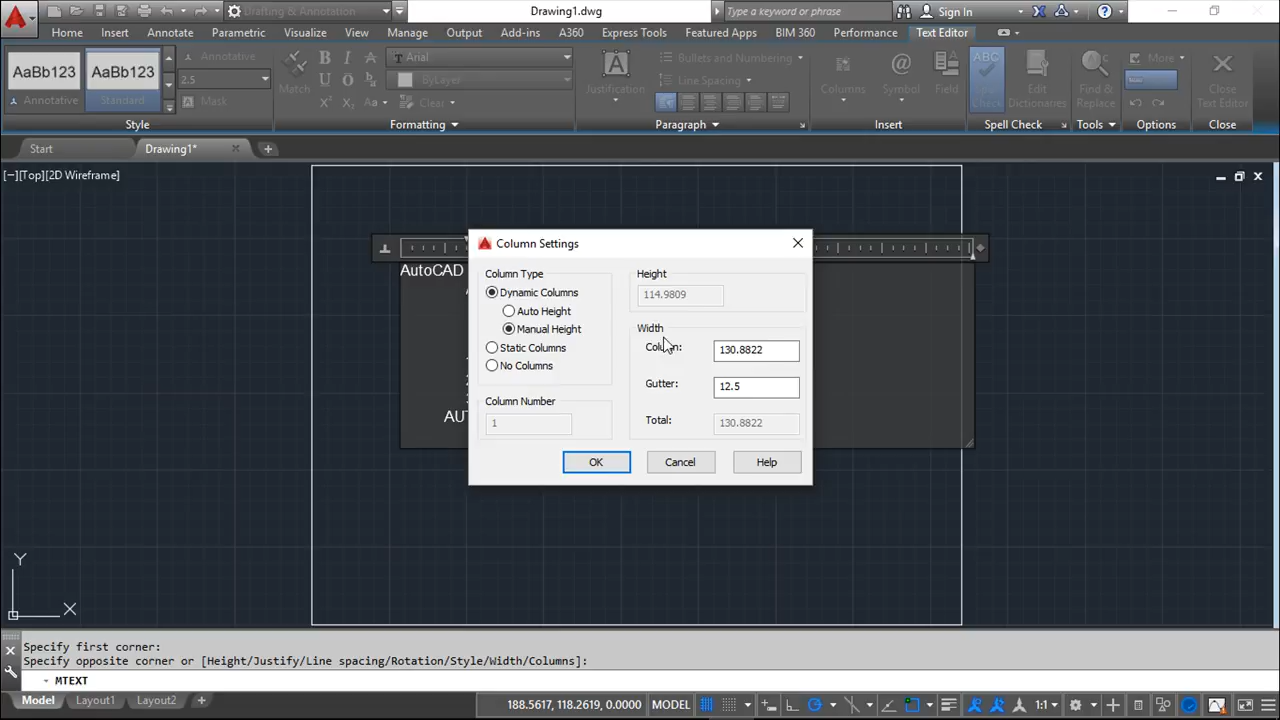 Drafting & Annotation
Drawing1.dwg
Type a keyword or phrase
Sign In
?
Home Insert Annotate Parametric Visualize View Manage Output Add-ins A360 Express Tools Featured Apps BIM 360 Performance Text Editor
AaBb123 AaBb123
Annotative Standard
Annotative
2.5
Mask
Style
Match
B I A
U O
Aa
Arial
ByLayer
Clear
Formatting
Justification
Bullets and Numbering
Line Spacing
Paragraph
Columns
@
Symbol
Field
Insert
ABC
Spell
Check
Edit
Dictionaries
Spell Check
Find &
Replace
Tools
More
Ruler
Options
Close
Text Editor
Close
Start
Drawing1*
[−][Top][2D Wireframe]
AutoCAD
Column Settings
Column Type
Dynamic Columns
Auto Height
Manual Height
Static Columns
No Columns
Column Number
1
Height
114.9809
Width
Column:
130.8822
Gutter:
12.5
Total:
130.8822
OK
Cancel
Help
Y
X
Specify first corner:
Specify opposite corner or [Height/Justify/Line spacing/Rotation/Style/Width/Columns]:
MTEXT
Model Layout1 Layout2
188.5617, 118.2619, 0.0000 MODEL
1:1